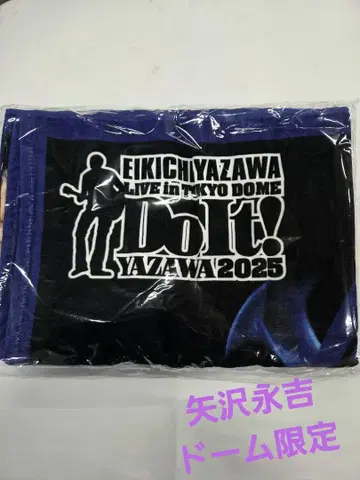 EIKICHI YAZAWA
LIVE in TOKYO DOME
Do It!
YAZAWA 2025
矢沢永吉
ドーム限定